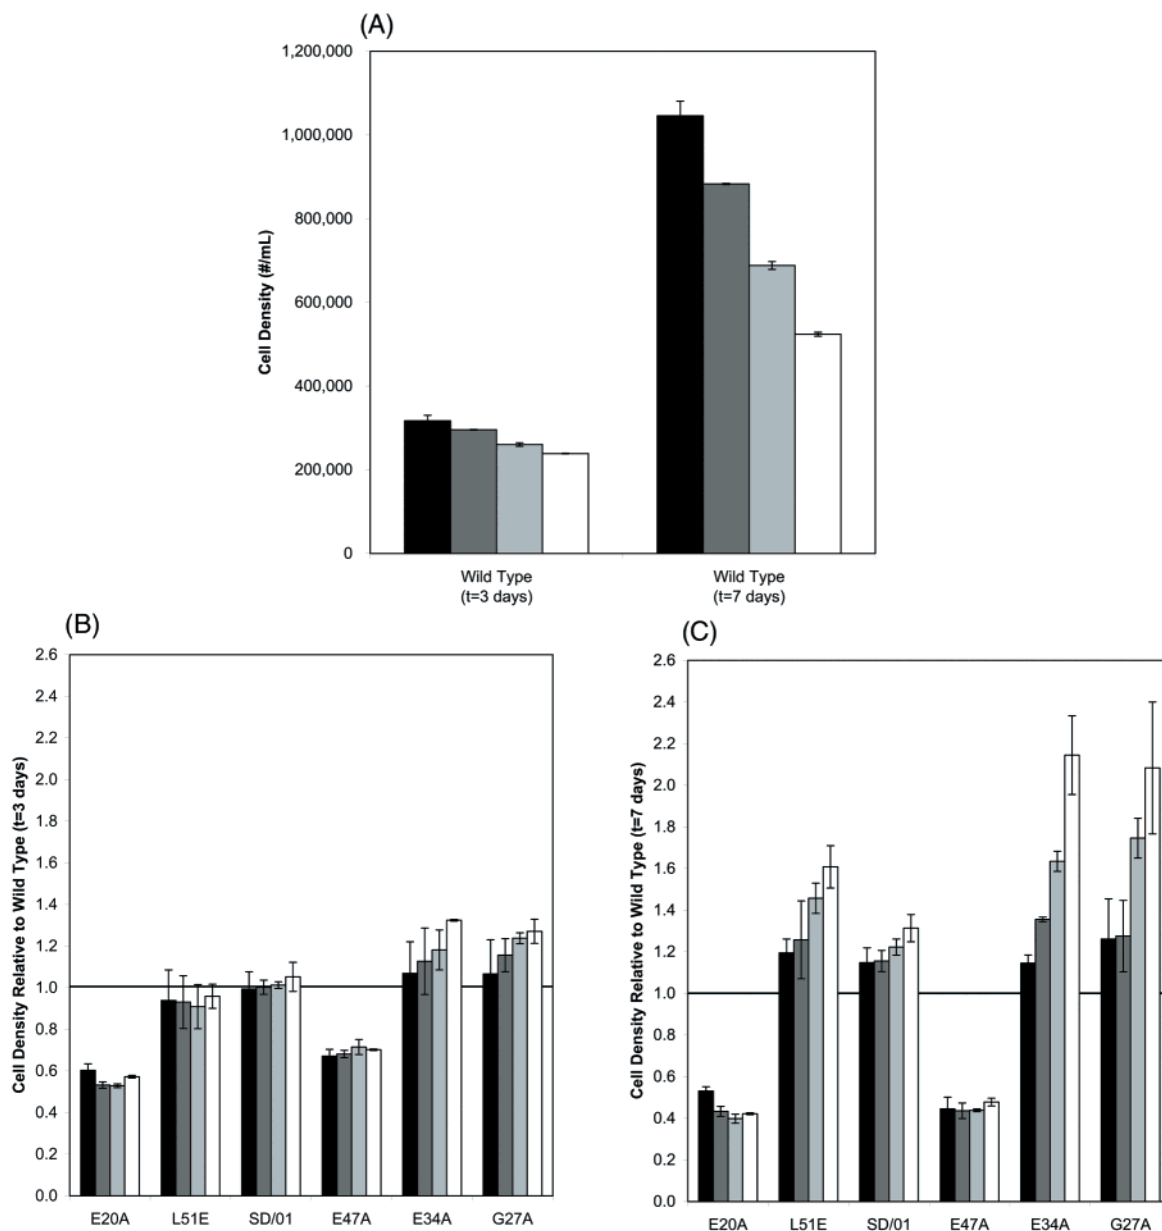 (A)
1,200,000
1,000,000
800,000
600,000
400,000
200,000
0
Cell Density (#/mL)
Wild Type
(t=3 days)
Wild Type
(t=7 days)
(B)
2.6
2.4
2.2
2.0
1.8
1.6
1.4
1.2
1.0
0.8
0.6
0.4
0.2
0.0
Cell Density Relative to Wild Type (t=3 days)
E20A L51E SD/01 E47A E34A G27A
(C)
2.6
2.4
2.2
2.0
1.8
1.6
1.4
1.2
1.0
0.8
0.6
0.4
0.2
0.0
Cell Density Relative to Wild Type (t=7 days)
E20A L51E SD/01 E47A E34A G27A